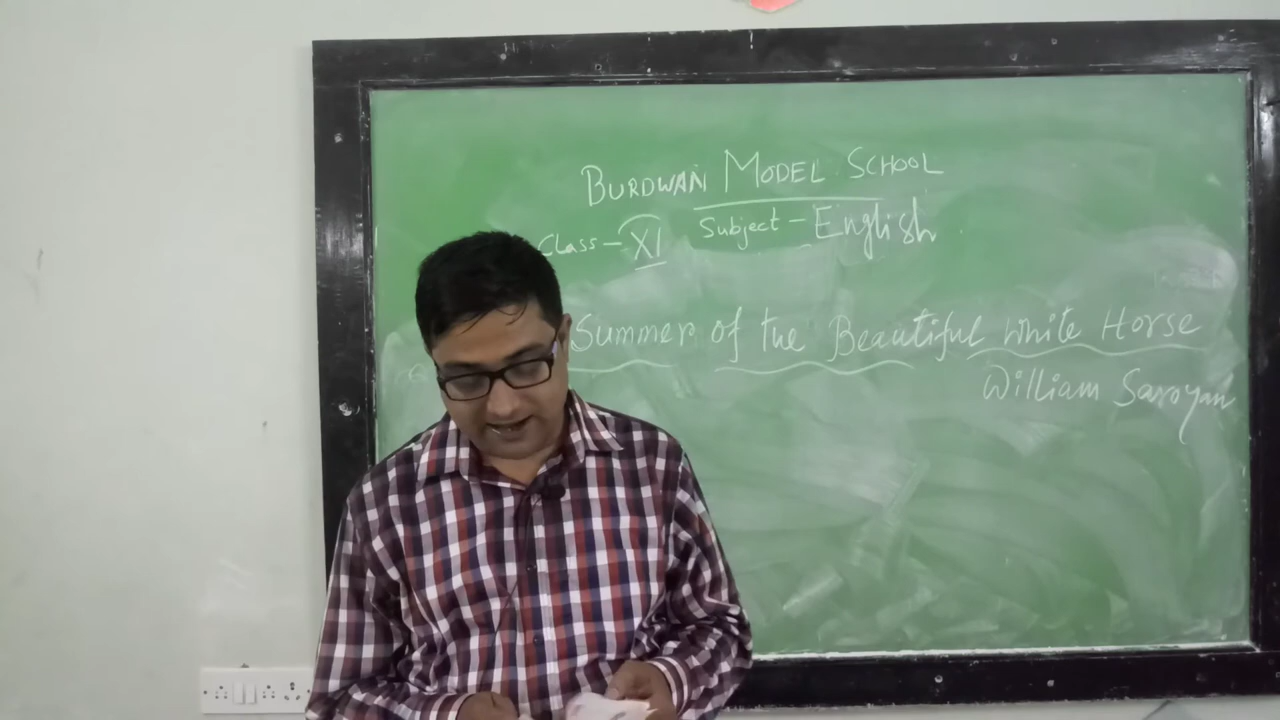 BURDWAN MODEL SCHOOL
Class - XI Subject - English
Summer of the Beautiful White Horse
William Saroyan